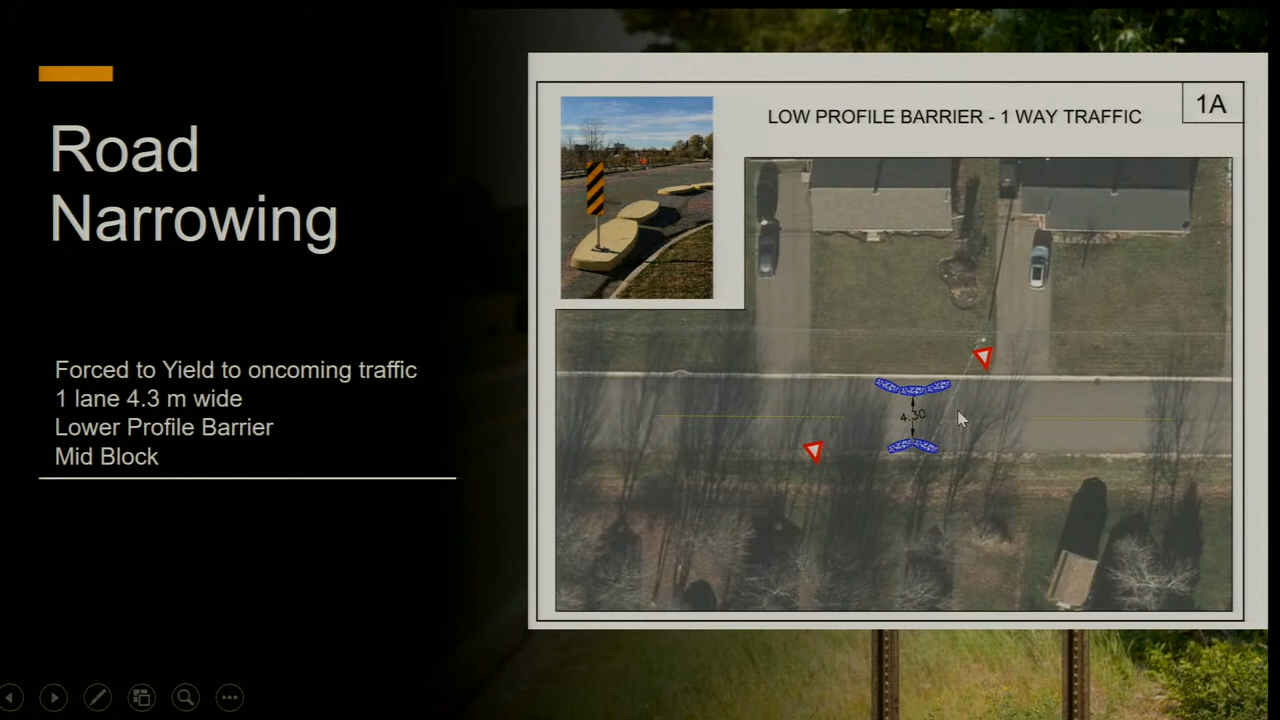 Road
Narrowing
Forced to Yield to oncoming traffic
1 lane 4.3 m wide
Lower Profile Barrier
Mid Block
LOW PROFILE BARRIER - 1 WAY TRAFFIC
1A
4.30